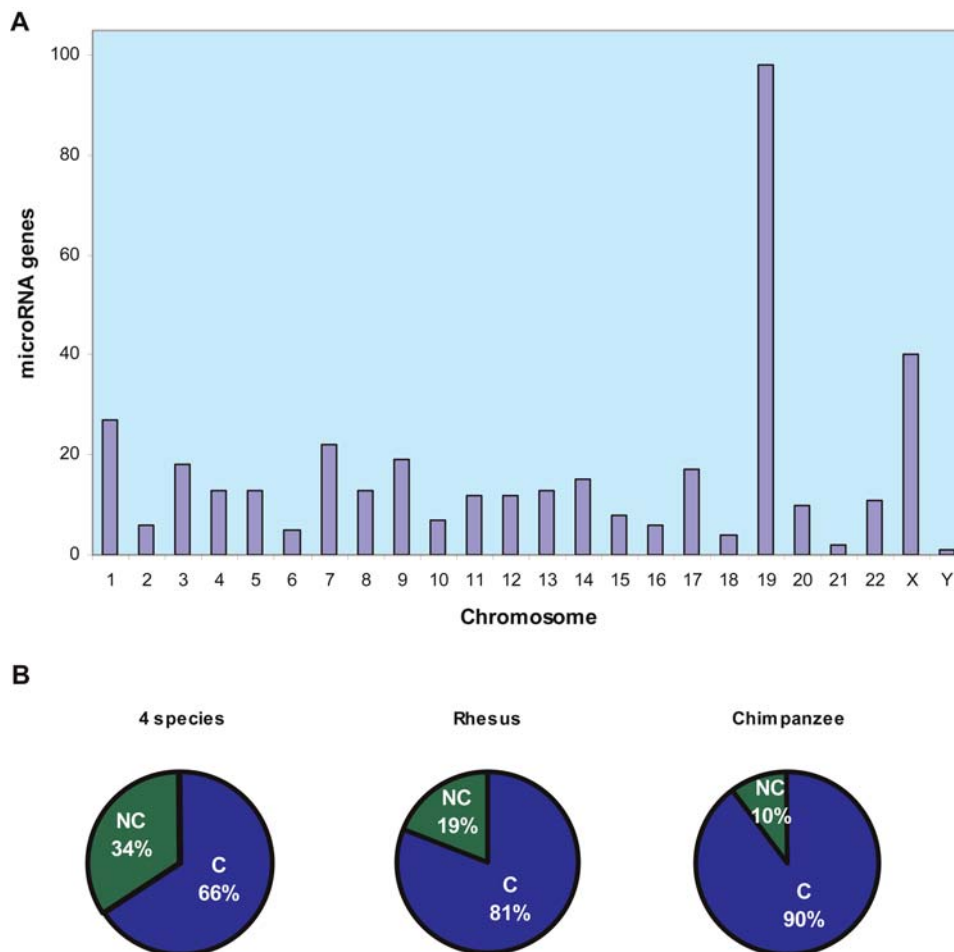 A
100
80
60
40
20
0
microRNA genes
1 2 3 4 5 6 7 8 9 10 11 12 13 14 15 16 17 18 19 20 21 22 X Y
Chromosome
B
4 species
Rhesus
Chimpanzee
NC
34%
C
66%
NC
19%
C
81%
NC
10%
C
90%